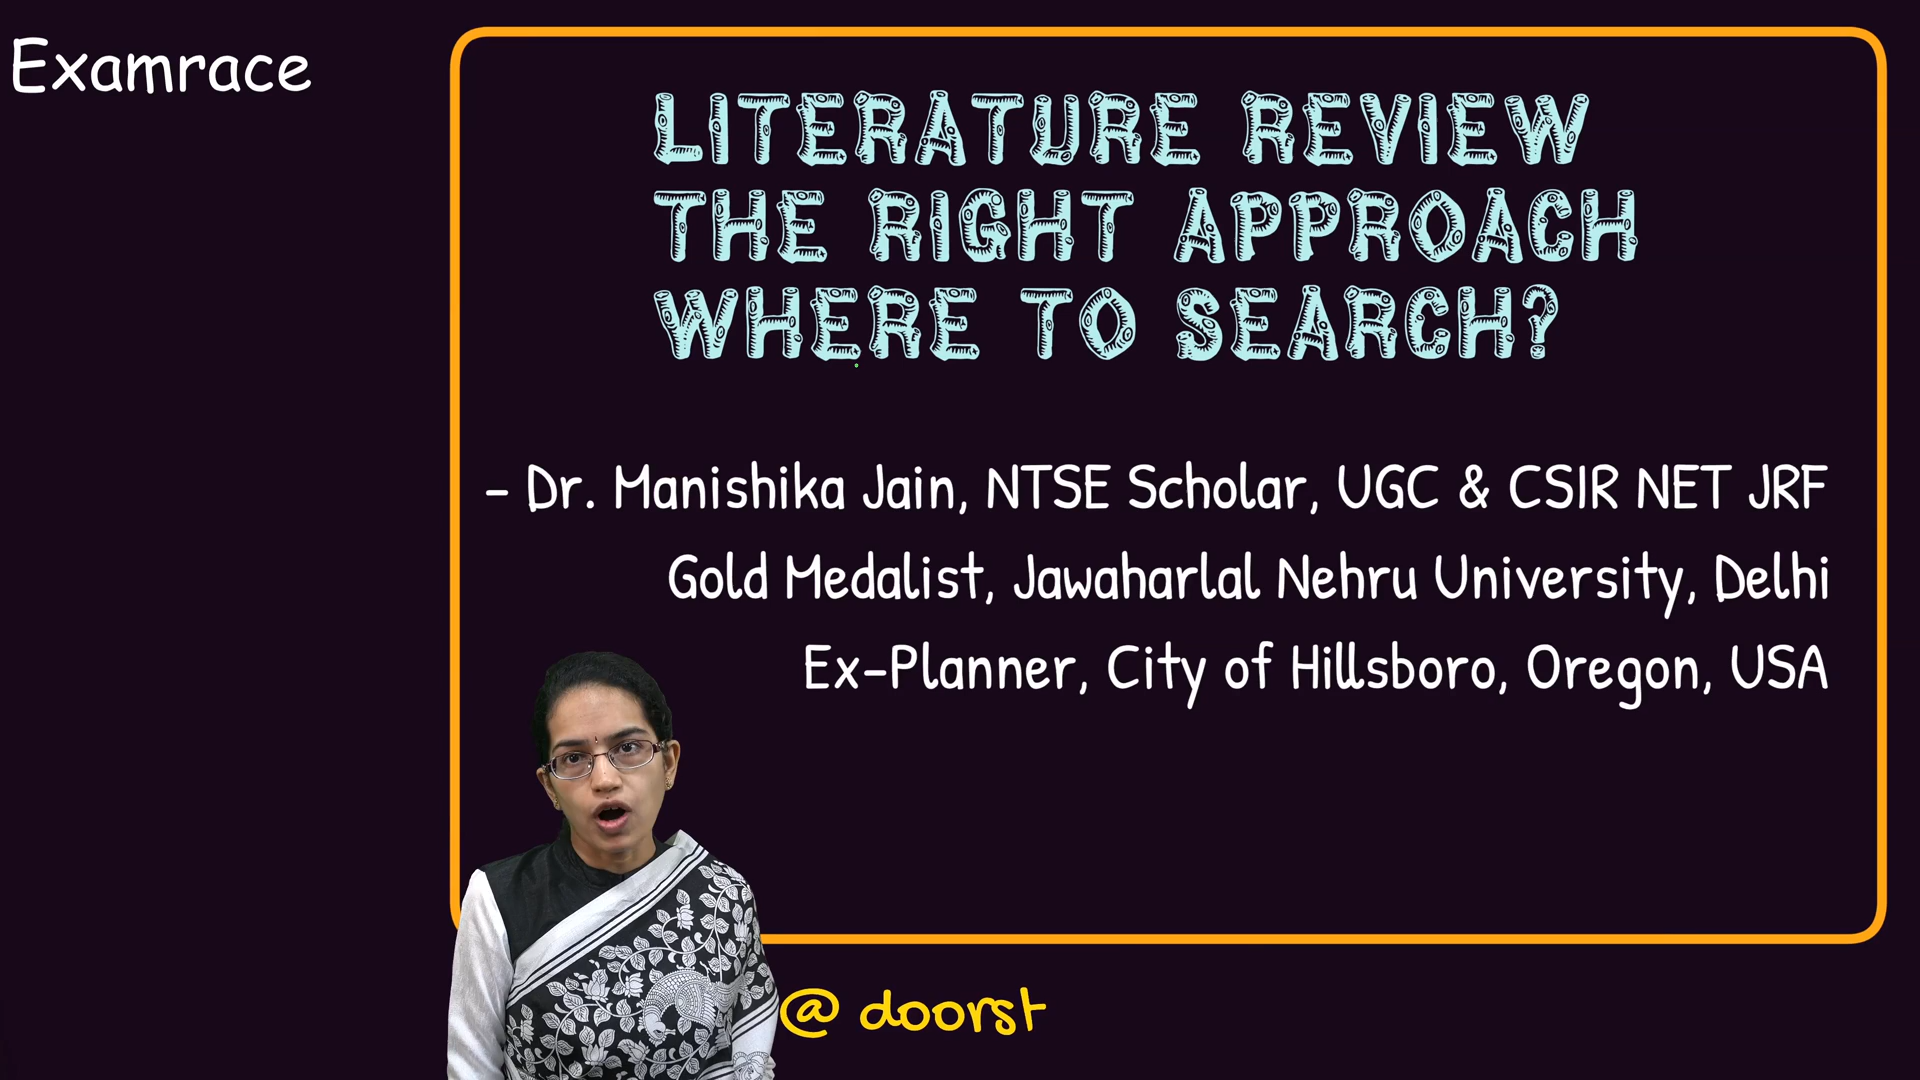 Examrace
LITERATURE REVIEW
THE RIGHT APPROACH
WHERE TO SEARCH?
- Dr. Manishika Jain, NTSE Scholar, UGC & CSIR NET JRF
Gold Medalist, Jawaharlal Nehru University, Delhi
Ex-Planner, City of Hillsboro, Oregon, USA
@ doorst